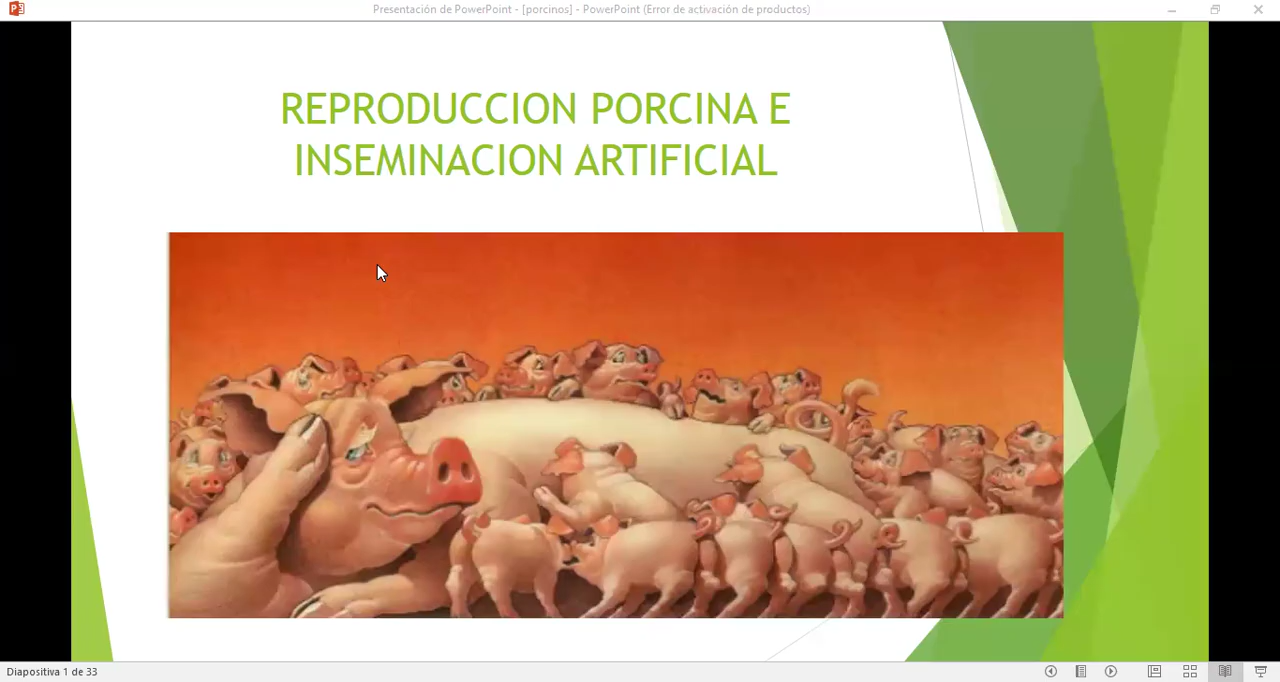 Presentación de PowerPoint - [porcinos] - PowerPoint (Error de activación de productos)
REPRODUCCION PORCINA E
INSEMINACION ARTIFICIAL
Diapositiva 1 de 33